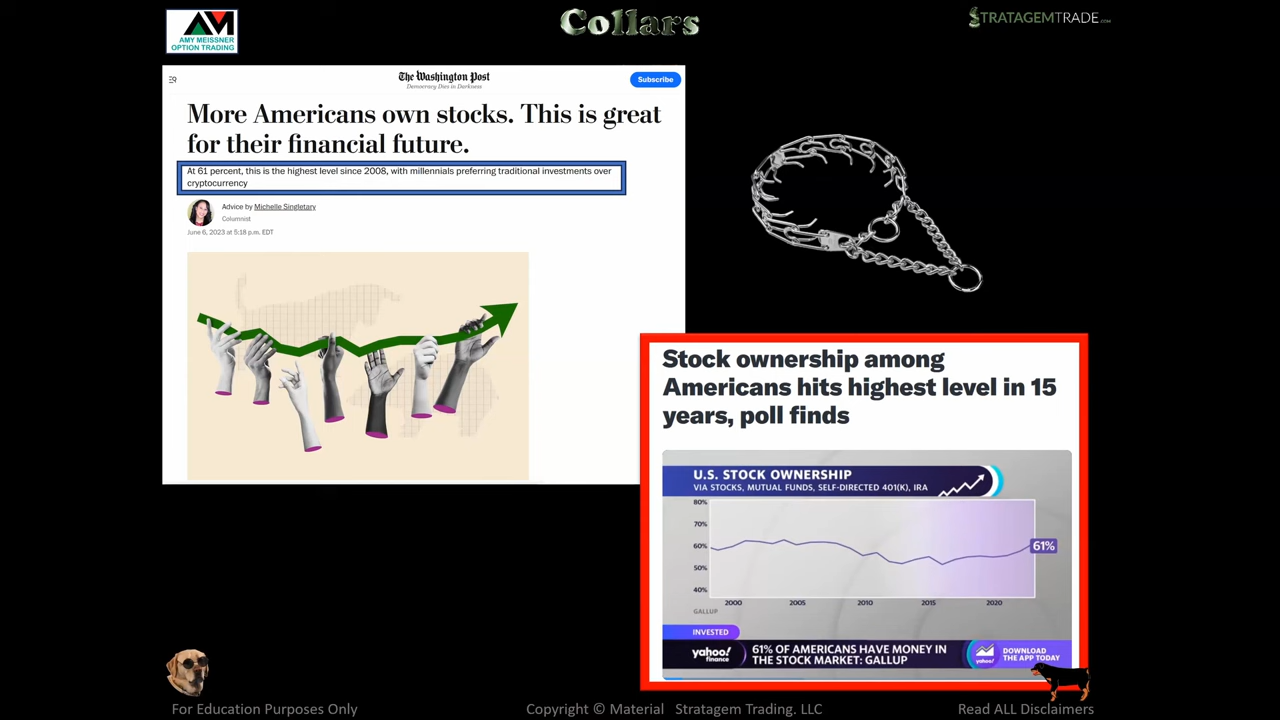 AMY MEISSNER
OPTION TRADING
Collars
STRATAGEMTRADE.COM
The Washington Post
Democracy Dies in Darkness
Subscribe
More Americans own stocks. This is great
for their financial future.
At 61 percent, this is the highest level since 2008, with millennials preferring traditional investments over
cryptocurrency
Advice by Michelle Singletary
Columnist
June 6, 2023 at 5:18 p.m. EDT
Stock ownership among
Americans hits highest level in 15
years, poll finds
U.S. STOCK OWNERSHIP
VIA STOCKS, MUTUAL FUNDS, SELF-DIRECTED 401(K), IRA
80%
70%
60%
50%
40%
61%
2000 2005 2010 2015 2020
GALLUP
INVESTED
yahoo!
finance
61% OF AMERICANS HAVE MONEY IN
THE STOCK MARKET: GALLUP
yahoo!
DOWNLOAD
THE APP TODAY
For Education Purposes Only
Copyright © Material Stratagem Trading. LLC
Read ALL Disclaimers